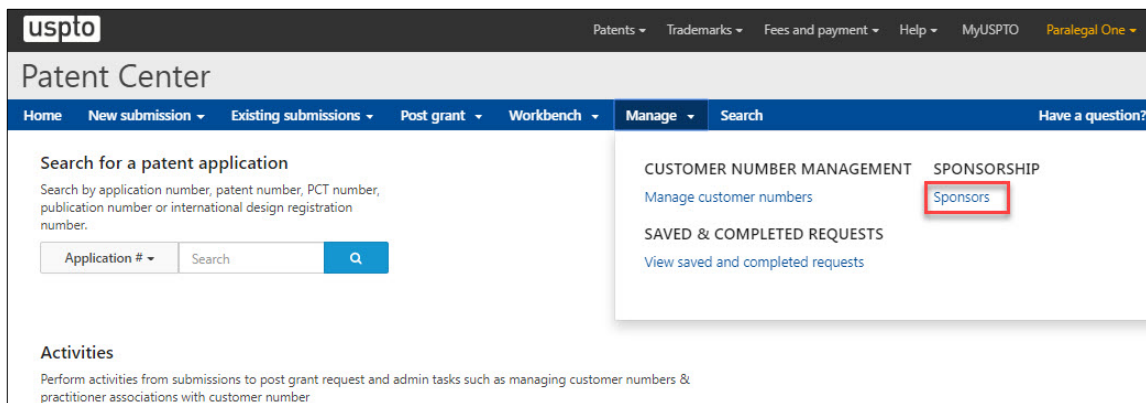 uspto
Patents Trademarks Fees and payment Help MyUSPTO Paralegal One
Patent Center
Home New submission Existing submissions Post grant Workbench Manage Search Have a question?
Search for a patent application
Search by application number, patent number, PCT number,
publication number or international design registration
number.
Application # Search
CUSTOMER NUMBER MANAGEMENT
Manage customer numbers
SAVED & COMPLETED REQUESTS
View saved and completed requests
SPONSORSHIP
Sponsors
Activities
Perform activities from submissions to post grant request and admin tasks such as managing customer numbers &
practitioner associations with customer number